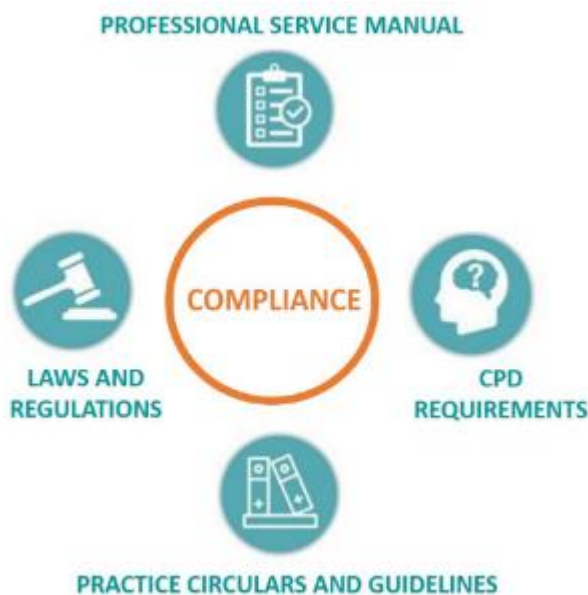 PROFESSIONAL SERVICE MANUAL
?
COMPLIANCE
LAWS AND
REGULATIONS
CPD
REQUIREMENTS
PRACTICE CIRCULARS AND GUIDELINES